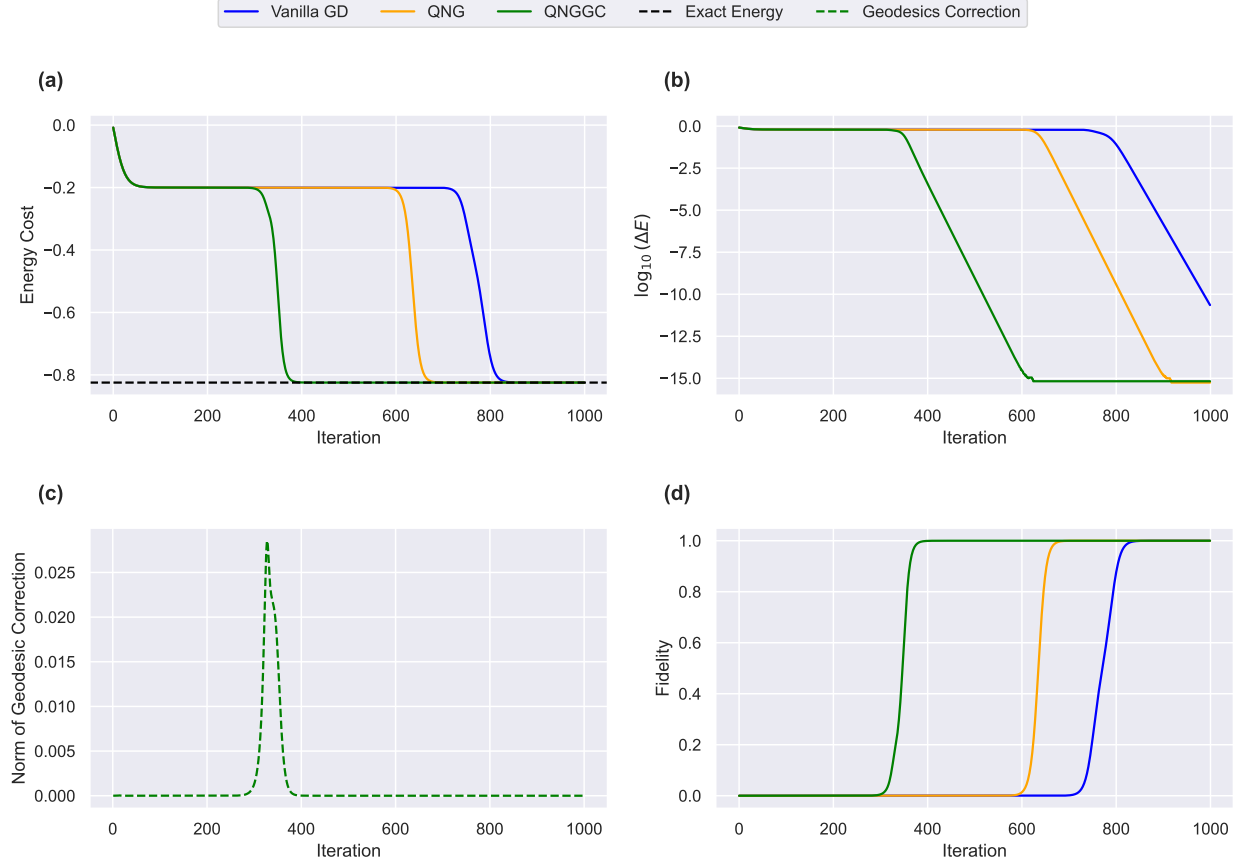 Vanilla GD QNG QNGGC Exact Energy Geodesics Correction
(a)
0.0
−0.2
−0.4
−0.6
−0.8
Energy Cost
0 200 400 600 800 1000
Iteration
(b)
0.0
−2.5
−5.0
−7.5
−10.0
−12.5
−15.0
log₁₀(ΔE)
0 200 400 600 800 1000
Iteration
(c)
0.025
0.020
0.015
0.010
0.005
0.000
Norm of Geodesic Correction
0 200 400 600 800 1000
Iteration
(d)
1.0
0.8
0.6
0.4
0.2
0.0
Fidelity
0 200 400 600 800 1000
Iteration